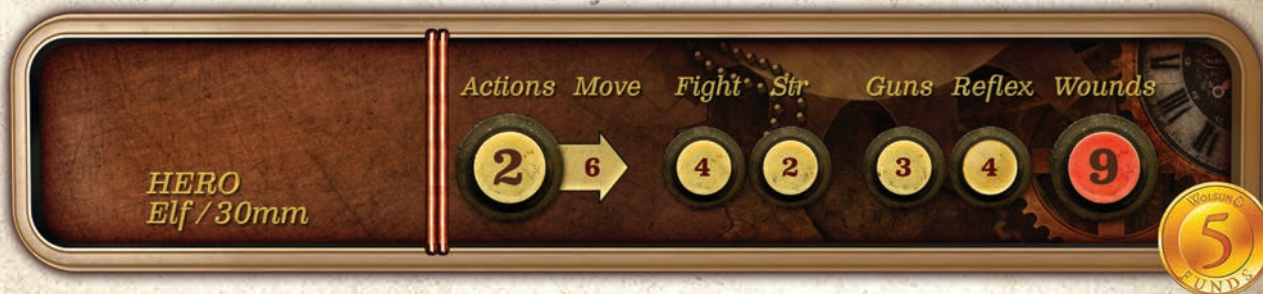 Actions Move Fight Str Guns Reflex Wounds
2 6 4 2 3 4 9
HERO
Elf / 30mm
WOLSUNG
5
FUNDS